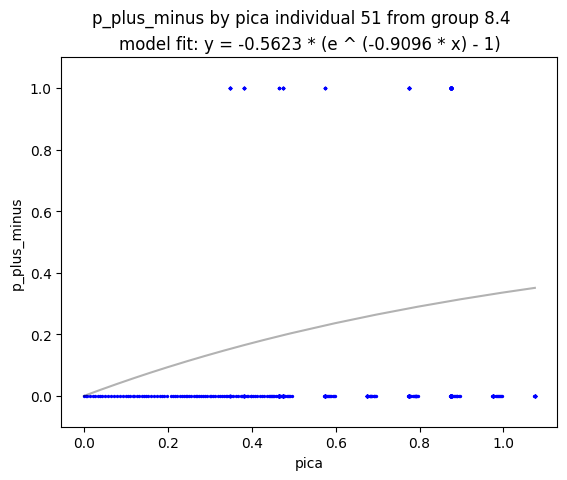 p_plus_minus by pica individual 51 from group 8.4
model fit: y = -0.5623 * (e ^ (-0.9096 * x) - 1)
1.0
0.8
0.6
0.4
0.2
0.0
p_plus_minus
0.0 0.2 0.4 0.6 0.8 1.0
pica